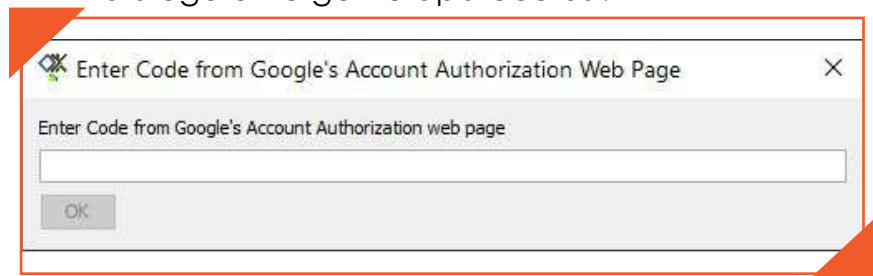 Enter Code from Google's Account Authorization Web Page
Enter Code from Google's Account Authorization web page
OK